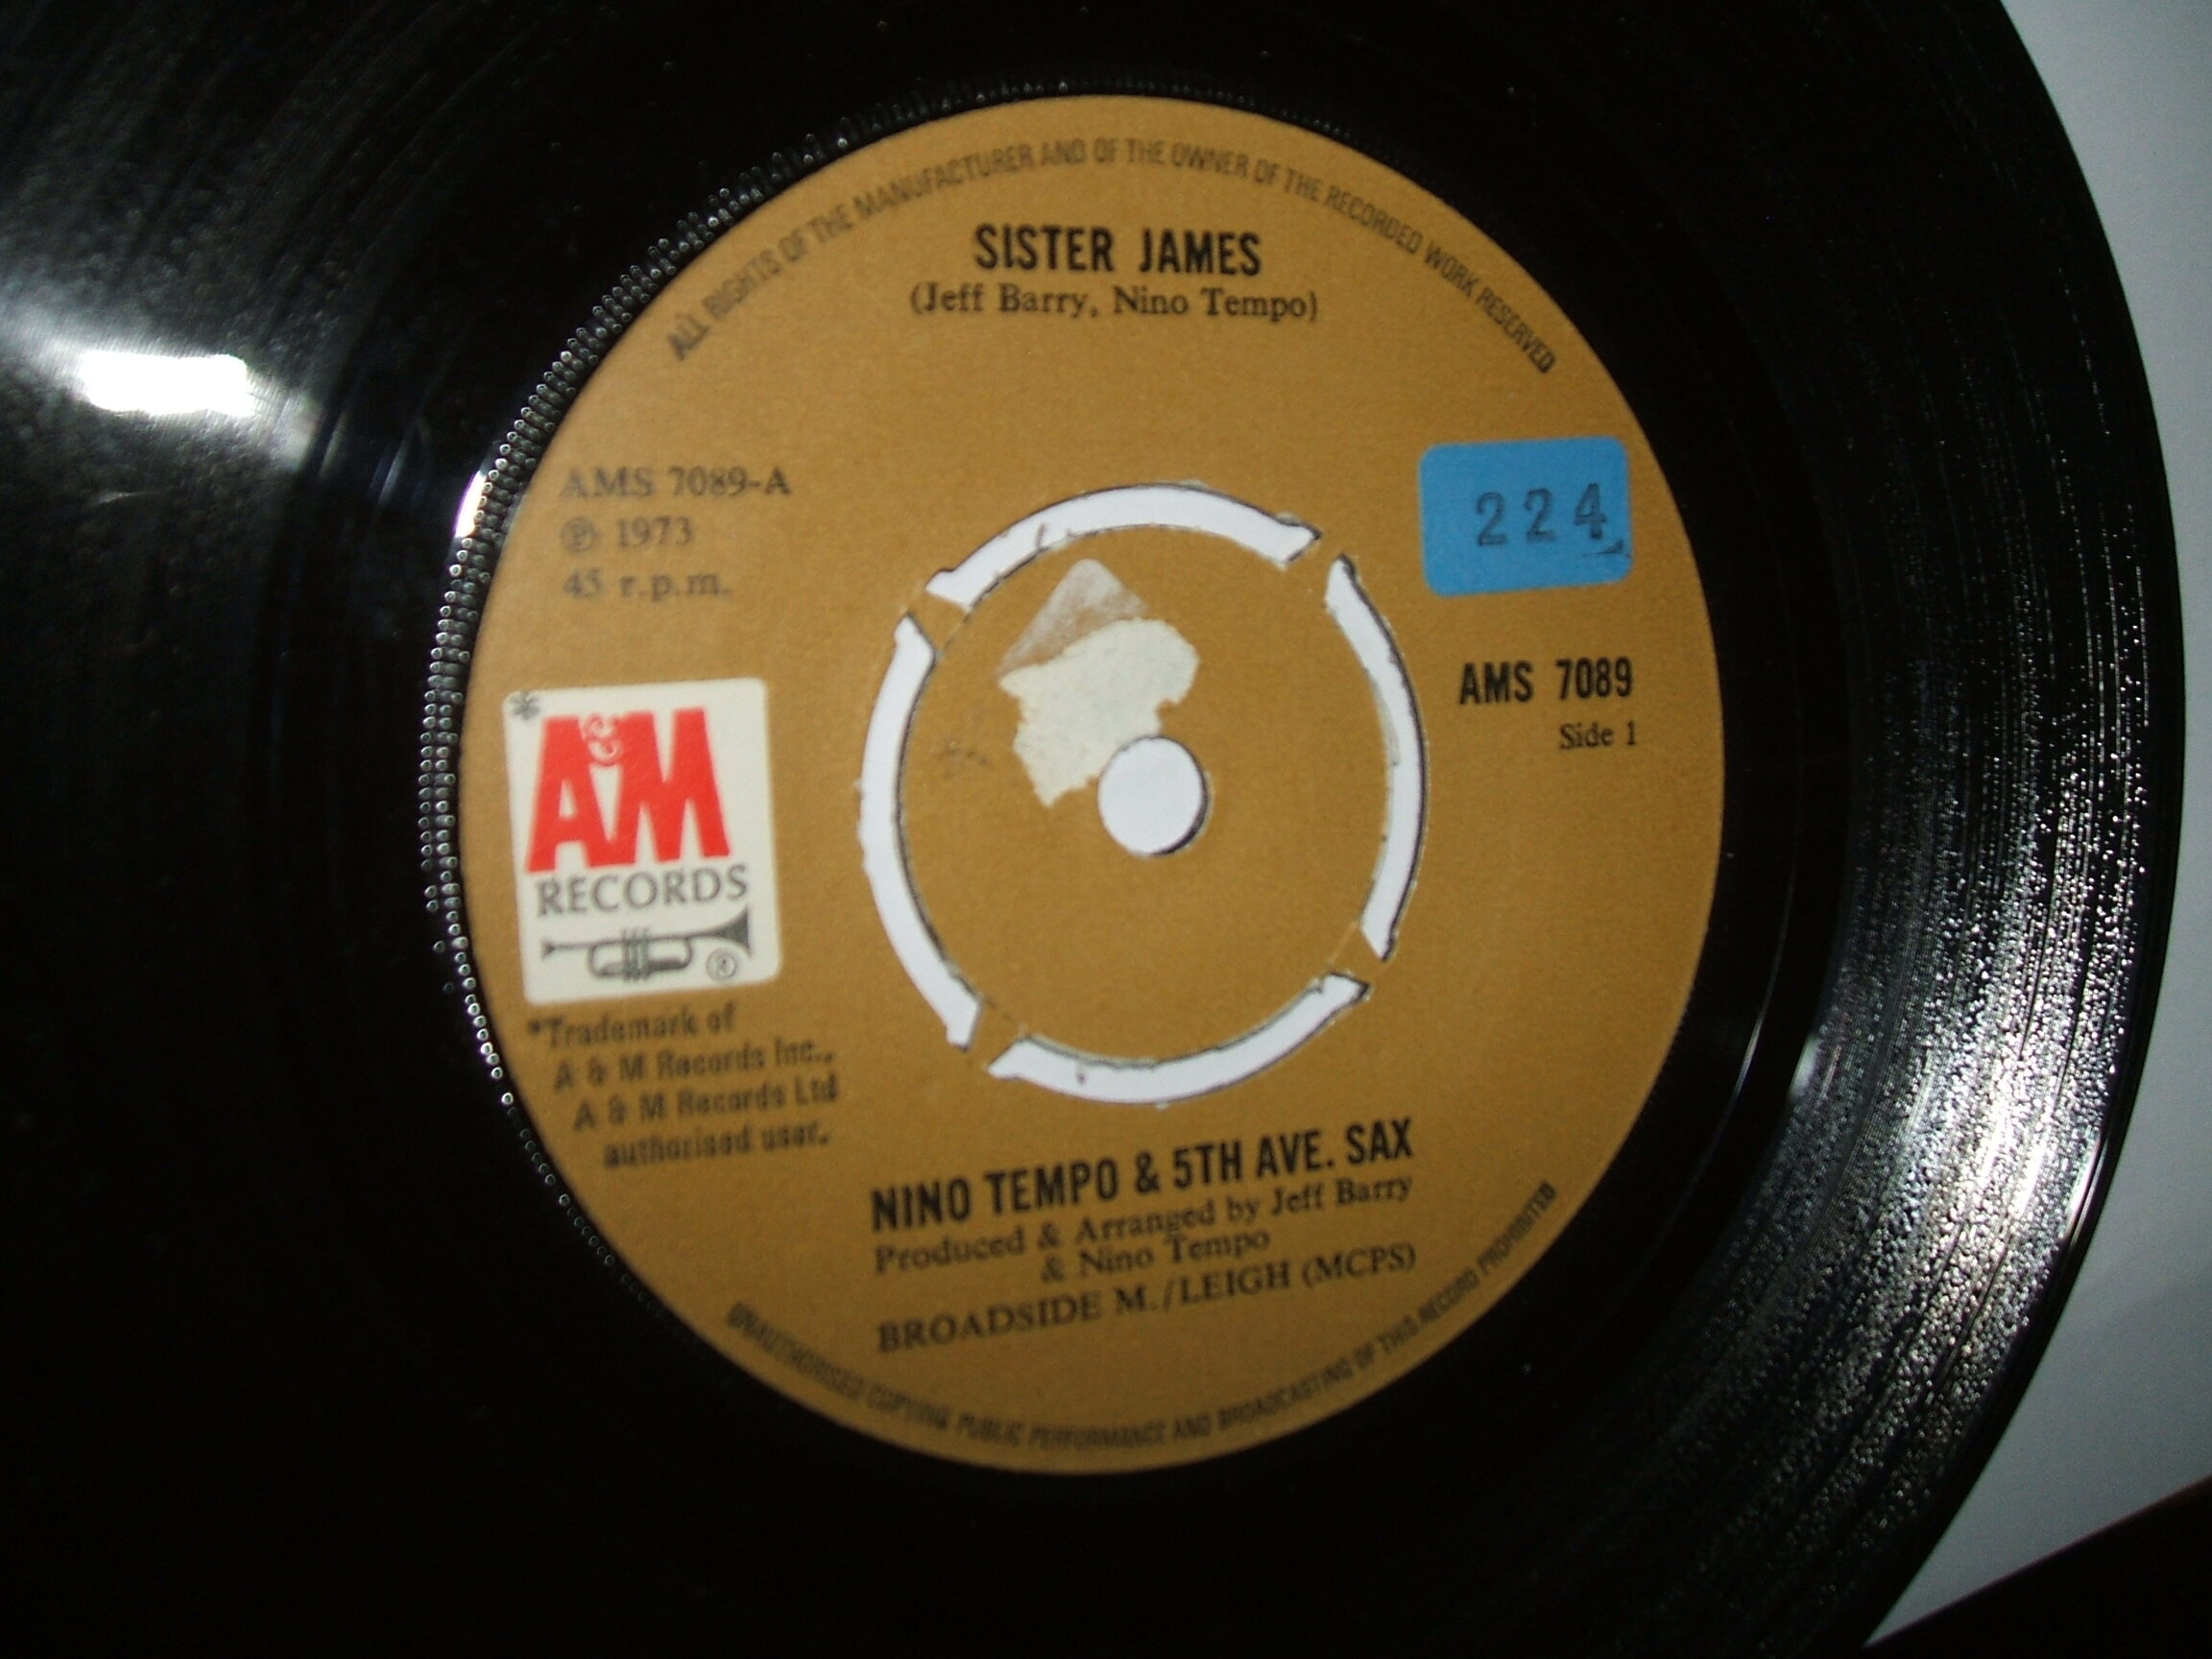 ALL RIGHTS OF THE MANUFACTURER AND OF THE OWNER OF THE RECORDED WORK RESERVED
SISTER JAMES
(Jeff Barry, Nino Tempo)
AMS 7089-A
℗ 1973
45 r.p.m.
224
AMS 7089
Side 1
*
A&M
RECORDS
®
*Trademark of
A & M Records Inc.,
A & M Records Ltd
authorised user.
NINO TEMPO & 5TH AVE. SAX
Produced & Arranged by Jeff Barry
& Nino Tempo
BROADSIDE M./LEIGH (MCPS)
UNAUTHORISED COPYING PUBLIC PERFORMANCE AND BROADCASTING OF THIS RECORD PROHIBITED